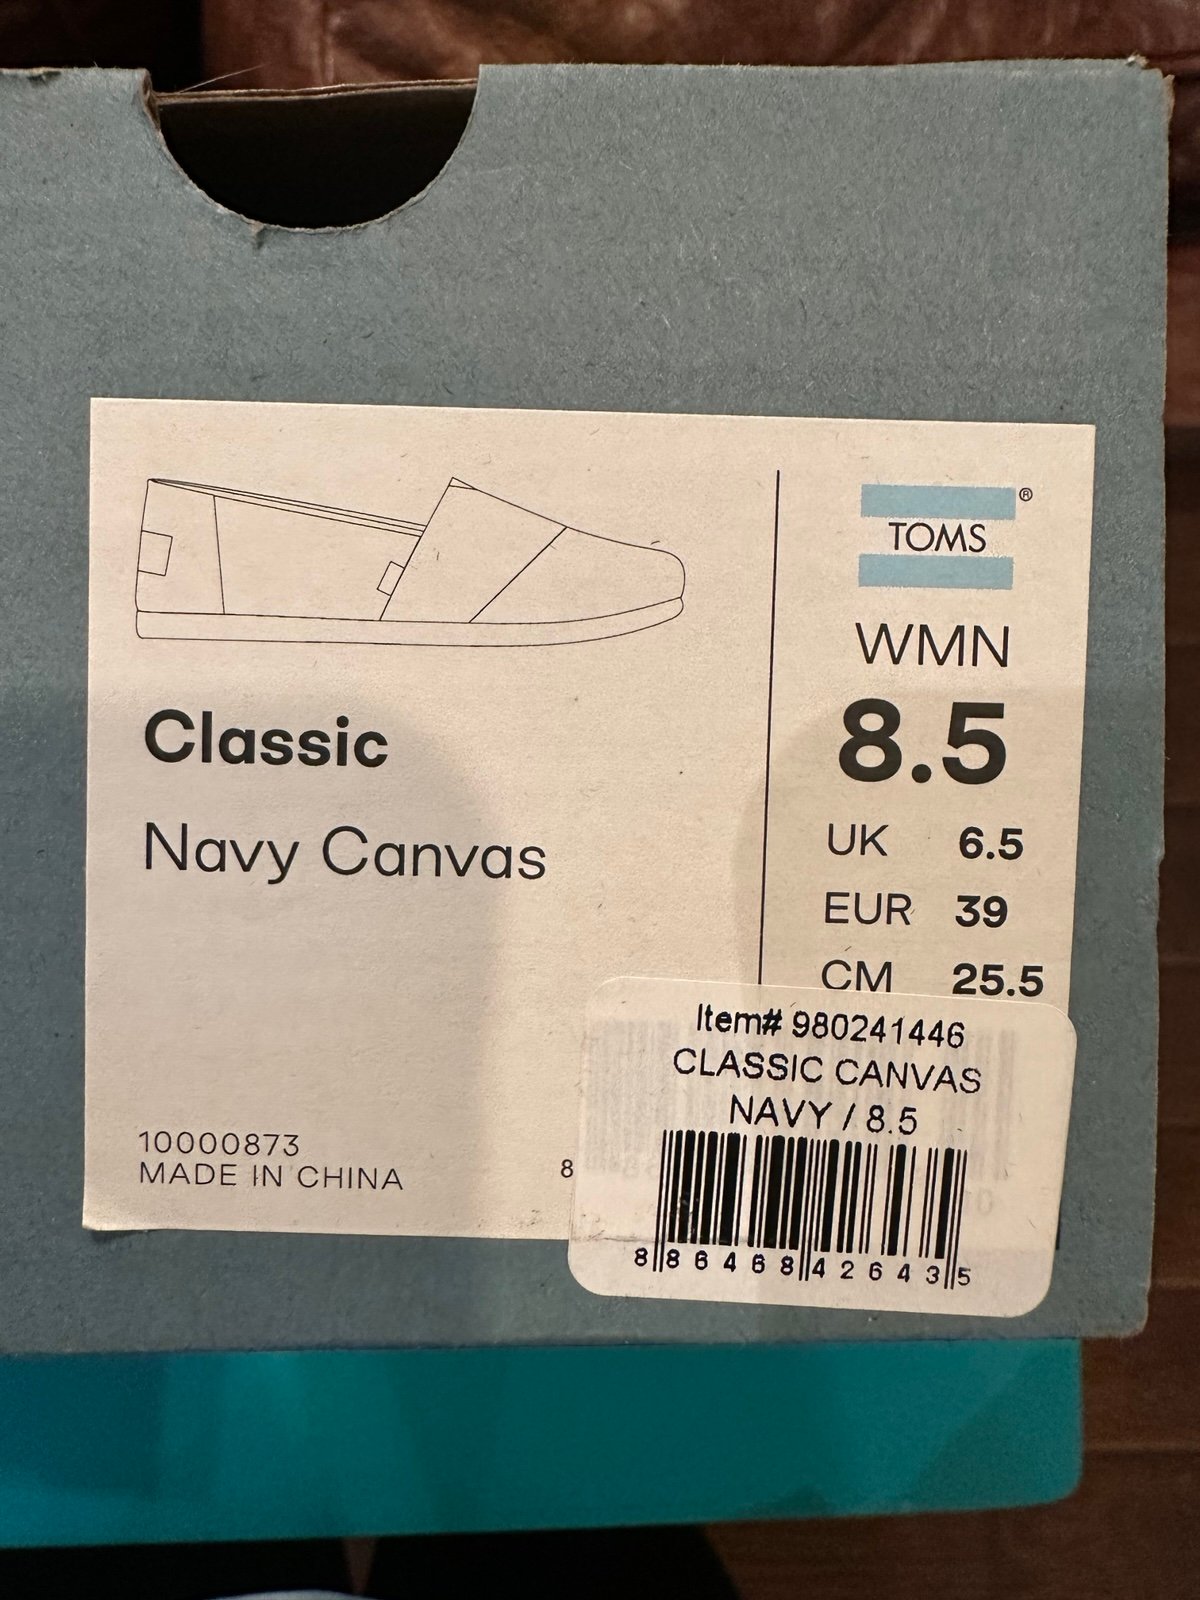 TOMS®
WMN
8.5
UK 6.5
EUR 39
CM 25.5
Classic
Navy Canvas
10000873
MADE IN CHINA
8
Item# 980241446
CLASSIC CANVAS
NAVY / 8.5
8 86468 42643 5